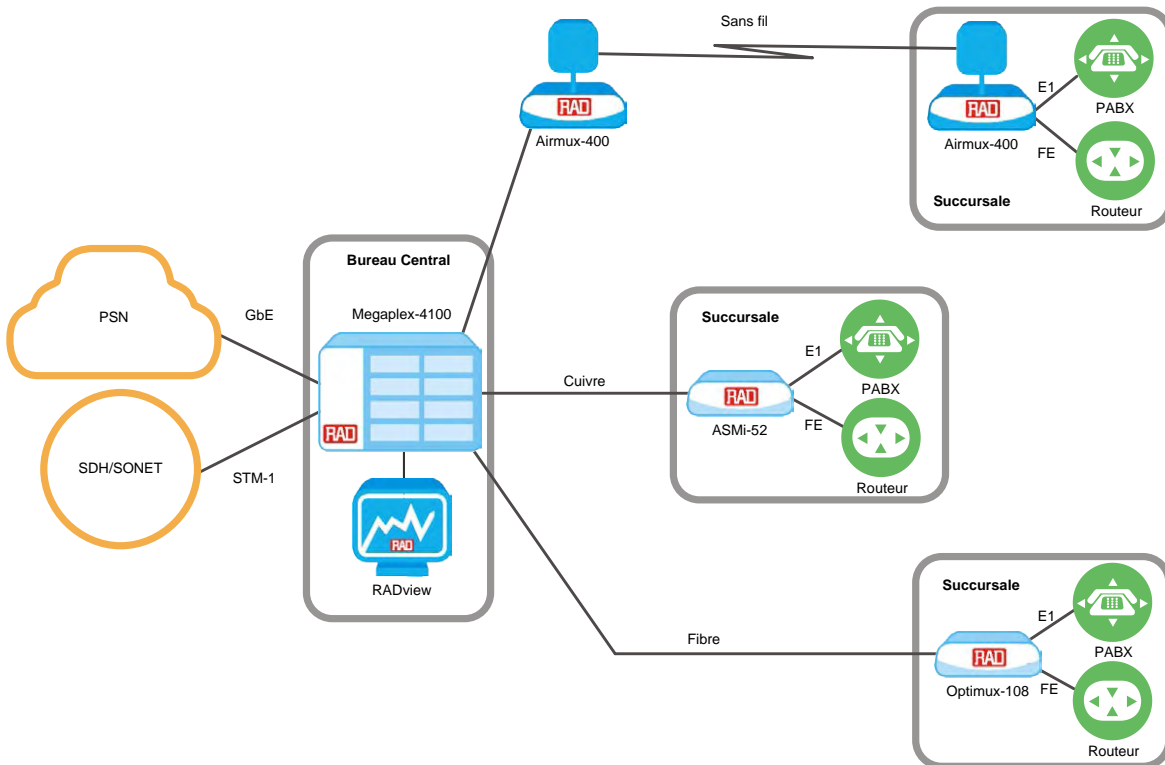 Sans fil
RAD
Airmux-400
RAD
Airmux-400
E1
PABX
FE
Routeur
Succursale
PSN
GbE
SDH/SONET
STM-1
Bureau Central
Megaplex-4100
RAD
RAD
RADview
Cuivre
Succursale
RAD
ASMi-52
E1
PABX
FE
Routeur
Fibre
Succursale
RAD
Optimux-108
E1
PABX
FE
Routeur